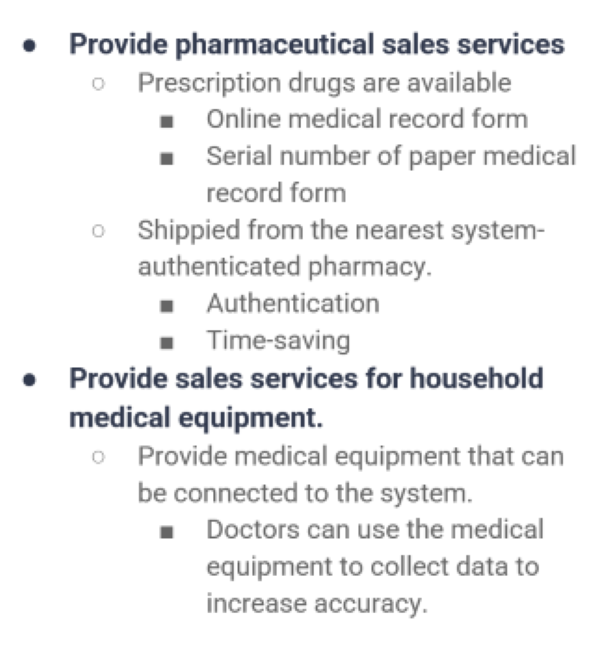 ● Provide pharmaceutical sales services
○ Prescription drugs are available
■ Online medical record form
■ Serial number of paper medical
record form
○ Shippied from the nearest system-
authenticated pharmacy.
■ Authentication
■ Time-saving
● Provide sales services for household
medical equipment.
○ Provide medical equipment that can
be connected to the system.
■ Doctors can use the medical
equipment to collect data to
increase accuracy.